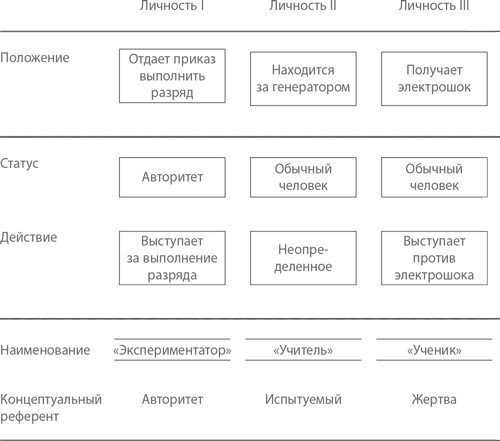 Личность I Личность II Личность III
Положение
Отдает приказ
выполнить
разряд
Находится
за генератором
Получает
электрошок
Статус
Авторитет
Обычный
человек
Обычный
человек
Действие
Выступает
за выполнение
разряда
Неопре-
деленное
Выступает
против
электрошока
Наименование «Экспериментатор» «Учитель» «Ученик»
Концептуальный
референт
Авторитет Испытуемый Жертва